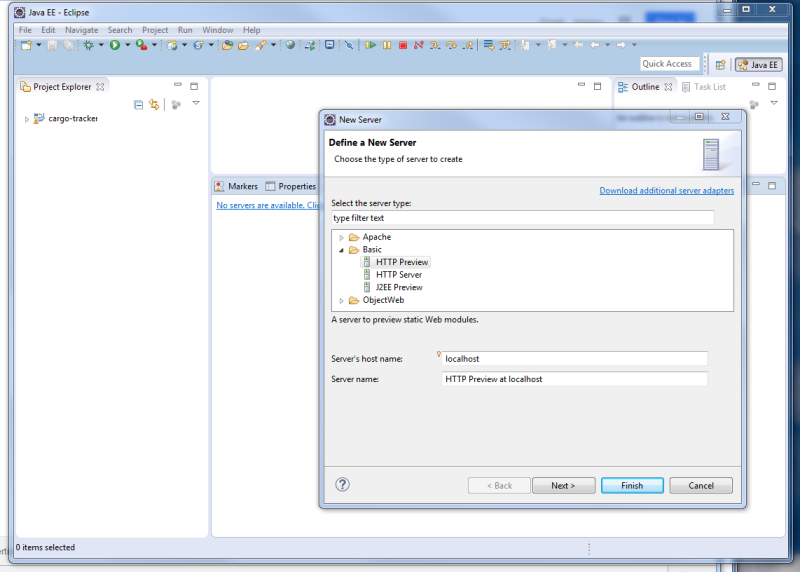 Java EE - Eclipse
File Edit Navigate Search Project Run Window Help
Quick Access Java EE
Project Explorer Outline Task List
cargo-tracker
New Server
Define a New Server
Choose the type of server to create
Markers Properties
Download additional server adapters
No servers are available. Clic
Select the server type:
type filter text
Apache
Basic
HTTP Preview
HTTP Server
J2EE Preview
ObjectWeb
A server to preview static Web modules.
Server's host name: localhost
Server name: HTTP Preview at localhost
< Back Next > Finish Cancel
0 items selected